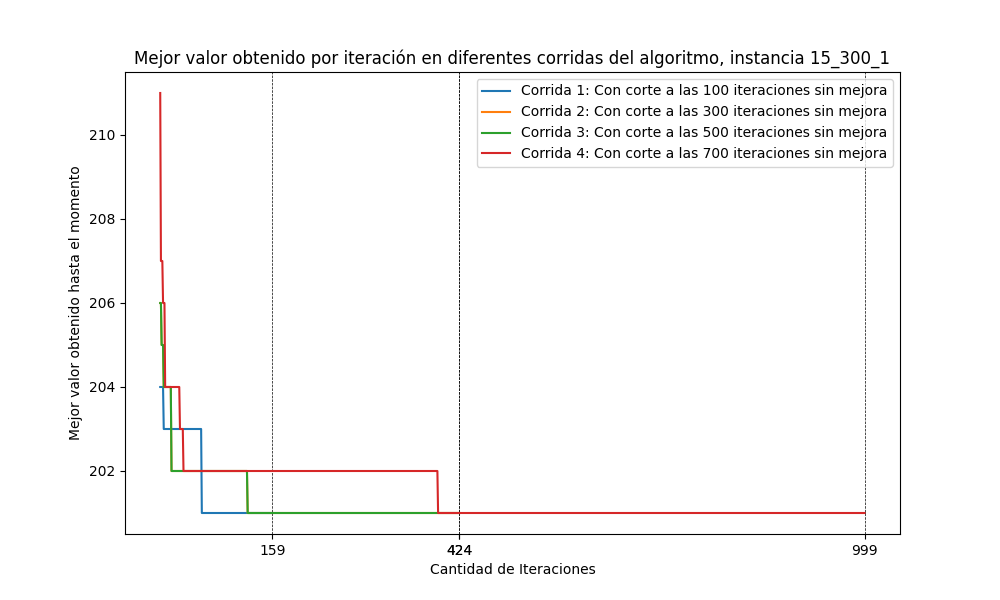 Mejor valor obtenido por iteración en diferentes corridas del algoritmo, instancia 15_300_1
Corrida 1: Con corte a las 100 iteraciones sin mejora
Corrida 2: Con corte a las 300 iteraciones sin mejora
Corrida 3: Con corte a las 500 iteraciones sin mejora
Corrida 4: Con corte a las 700 iteraciones sin mejora
Mejor valor obtenido hasta el momento
210
208
206
204
202
159
424
999
Cantidad de Iteraciones